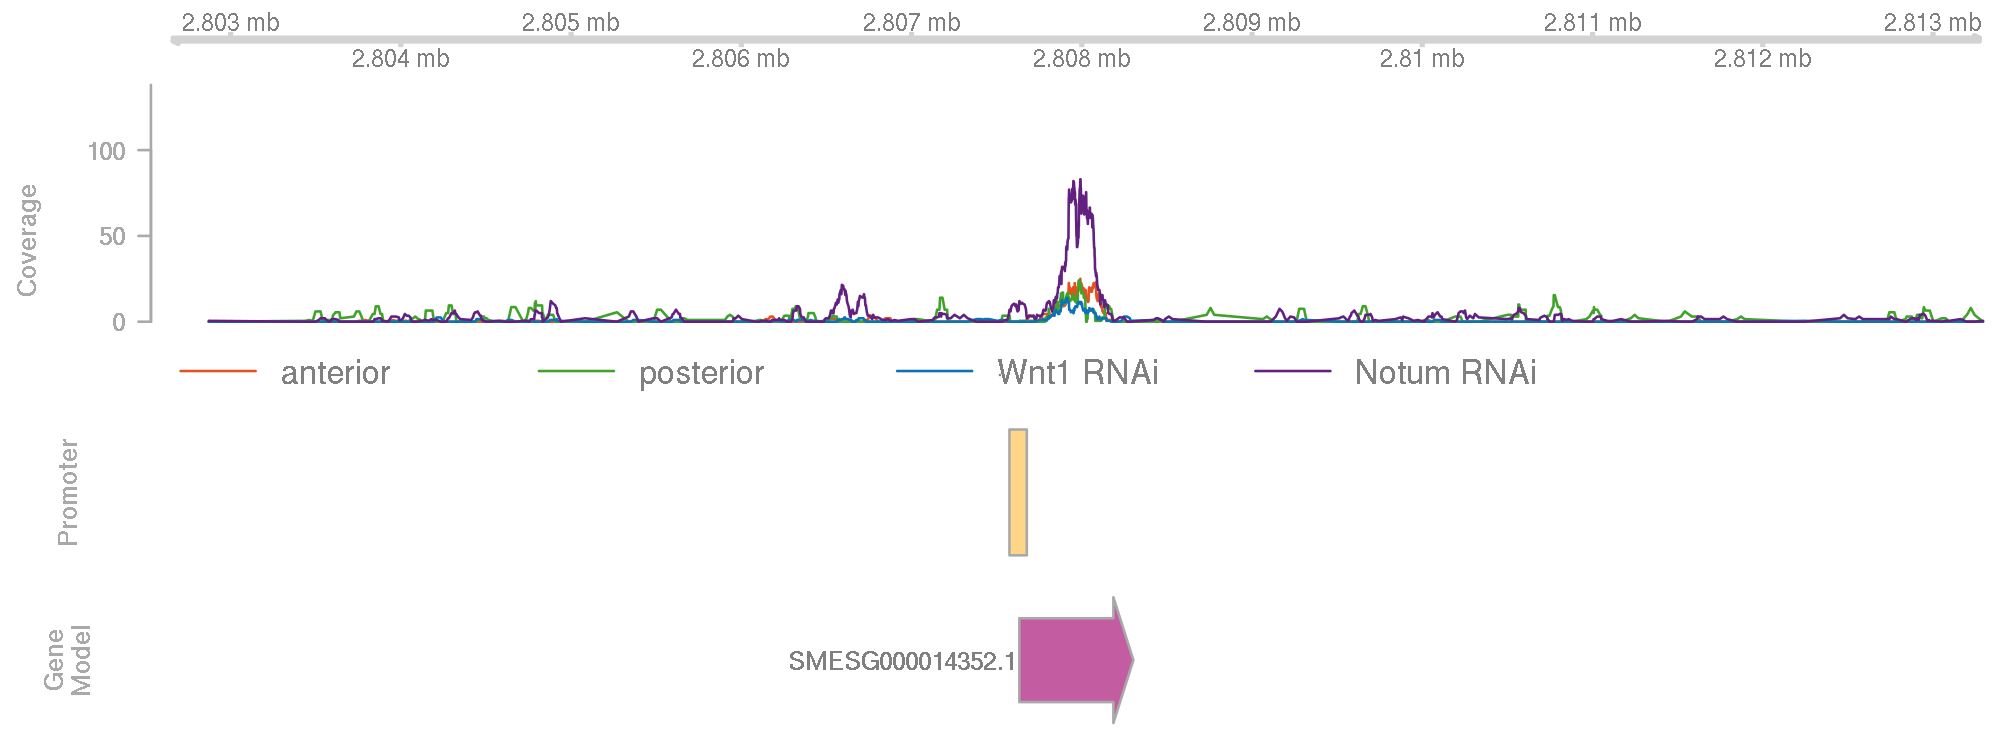 2.803 mb 2.805 mb 2.807 mb 2.809 mb 2.811 mb 2.813 mb
2.804 mb 2.806 mb 2.808 mb 2.81 mb 2.812 mb
Coverage
100
50
0
anterior posterior Wnt1 RNAi Notum RNAi
Promoter
0
Gene
Model
SMESG000014352.1